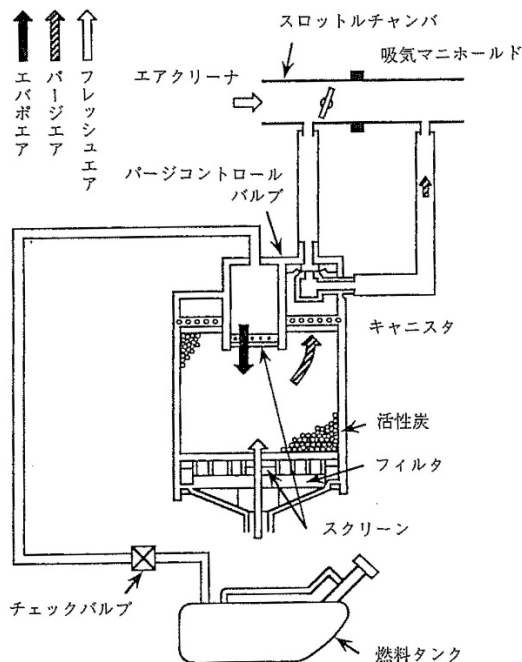 エバポエア
パージエア
フレッシュエア
スロットルチャンバ
吸気マニホールド
エアクリーナ
パージコントロール
バルブ
キャニスタ
活性炭
フィルタ
スクリーン
チェックバルブ
燃料タンク